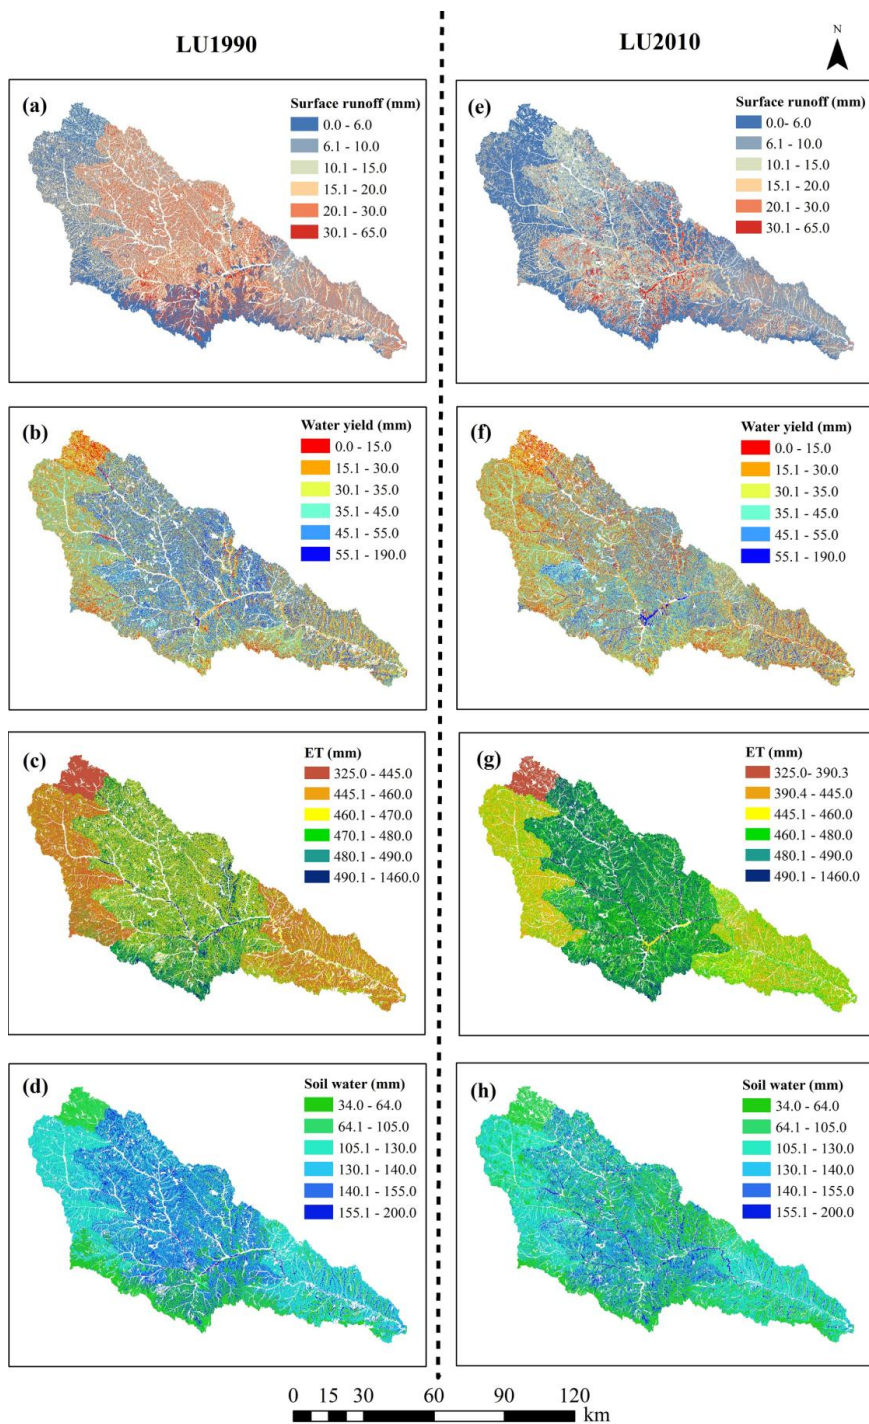 LU1990
LU2010
N
(a)
Surface runoff (mm)
0.0 - 6.0
6.1 - 10.0
10.1 - 15.0
15.1 - 20.0
20.1 - 30.0
30.1 - 65.0
(e)
Surface runoff (mm)
0.0- 6.0
6.1 - 10.0
10.1 - 15.0
15.1 - 20.0
20.1 - 30.0
30.1 - 65.0
(b)
Water yield (mm)
0.0 - 15.0
15.1 - 30.0
30.1 - 35.0
35.1 - 45.0
45.1 - 55.0
55.1 - 190.0
(f)
Water yield (mm)
0.0 - 15.0
15.1 - 30.0
30.1 - 35.0
35.1 - 45.0
45.1 - 55.0
55.1 - 190.0
(c)
ET (mm)
325.0 - 445.0
445.1 - 460.0
460.1 - 470.0
470.1 - 480.0
480.1 - 490.0
490.1 - 1460.0
(g)
ET (mm)
325.0- 390.3
390.4 - 445.0
445.1 - 460.0
460.1 - 480.0
480.1 - 490.0
490.1 - 1460.0
(d)
Soil water (mm)
34.0 - 64.0
64.1 - 105.0
105.1 - 130.0
130.1 - 140.0
140.1 - 155.0
155.1 - 200.0
(h)
Soil water (mm)
34.0 - 64.0
64.1 - 105.0
105.1 - 130.0
130.1 - 140.0
140.1 - 155.0
155.1 - 200.0
0 15 30 60 90 120
km